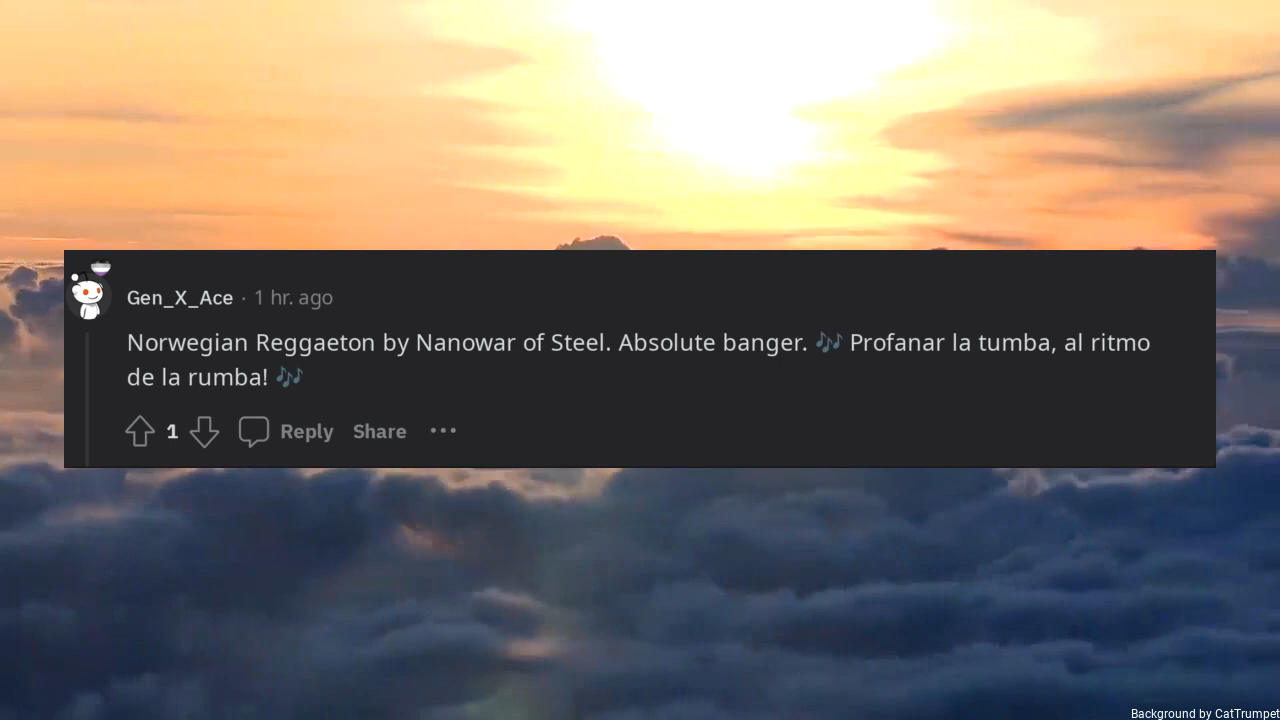 Gen_X_Ace · 1 hr. ago
Norwegian Reggaeton by Nanowar of Steel. Absolute banger. 🎶 Profanar la tumba, al ritmo
de la rumba! 🎶
1 Reply Share ...
Background by CatTrumpet